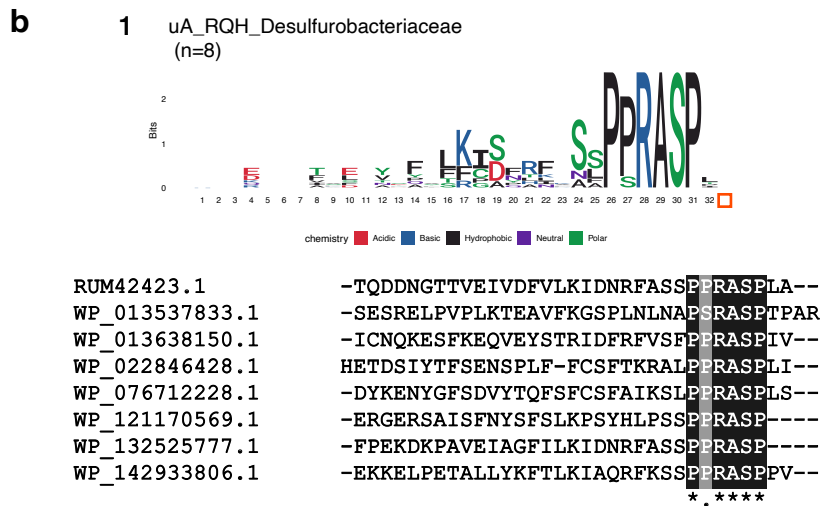 b 1 uA_RQH_Desulfurobacteriaceae
(n=8)
Bits
2
1
0
PPRASP
1 2 3 4 5 6 7 8 9 10 11 12 13 14 15 16 17 18 19 20 21 22 23 24 25 26 27 28 29 30 31 32
chemistry Acidic Basic Hydrophobic Neutral Polar
RUM42423.1 -TQDDNGTTVEIVDFVLKIDNRFASSPPRASPLA--
WP_013537833.1 -SESRELPVPLKTEAVFKGSPLNLNAPSRASPTPAR
WP_013638150.1 -ICNQKESFKEQVEYSTRIDFRFVSFPPRASPIV--
WP_022846428.1 HETDSIYTFSENSPLF-FCSFTKRALPPRASPLI--
WP_076712228.1 -DYKENYGFSDVYTQFSFCSFAIKSLPPRASPLS--
WP_121170569.1 -ERGERSAISFNYSFSLKPSYHLPSSPPRASP----
WP_132525777.1 -FPEKDKPAVEIAGFILKIDNRFASSPPRASP----
WP_142933806.1 -EKKELPETALLYKFTLKIAQRFKSSPPRASPPV--
*.****